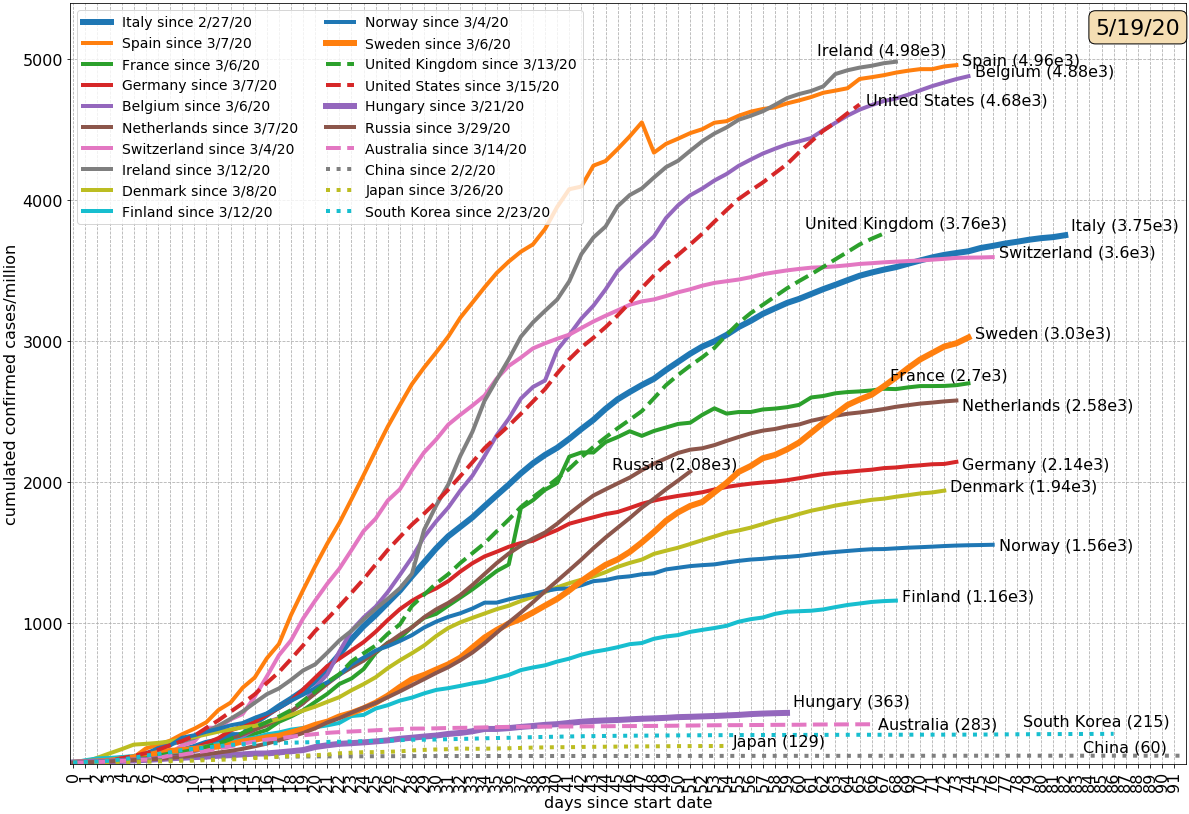 5/19/20
Italy since 2/27/20
Spain since 3/7/20
France since 3/6/20
Germany since 3/7/20
Belgium since 3/6/20
Netherlands since 3/7/20
Switzerland since 3/4/20
Ireland since 3/12/20
Denmark since 3/8/20
Finland since 3/12/20
Norway since 3/4/20
Sweden since 3/6/20
United Kingdom since 3/13/20
United States since 3/15/20
Hungary since 3/21/20
Russia since 3/29/20
Australia since 3/14/20
China since 2/2/20
Japan since 3/26/20
South Korea since 2/23/20
Ireland (4.98e3)
Spain (4.96e3)
Belgium (4.88e3)
United States (4.68e3)
United Kingdom (3.76e3)
Italy (3.75e3)
Switzerland (3.6e3)
Sweden (3.03e3)
France (2.7e3)
Netherlands (2.58e3)
Russia (2.08e3)
Germany (2.14e3)
Denmark (1.94e3)
Norway (1.56e3)
Finland (1.16e3)
Hungary (363)
Australia (283)
South Korea (215)
Japan (129)
China (60)
cumulated confirmed cases/million
5000
4000
3000
2000
1000
0 1 2 3 4 5 6 7 8 9 10 11 12 13 14 15 16 17 18 19 20 21 22 23 24 25 26 27 28 29 30 31 32 33 34 35 36 37 38 39 40 41 42 43 44 45 46 47 48 49 50 51 52 53 54 55 56 57 58 59 60 61 62 63 64 65 66 67 68 69 70 71 72 73 74 75 76 77 78 79 80 81 82 83 84 85 86 87 88 89 90 91
days since start date